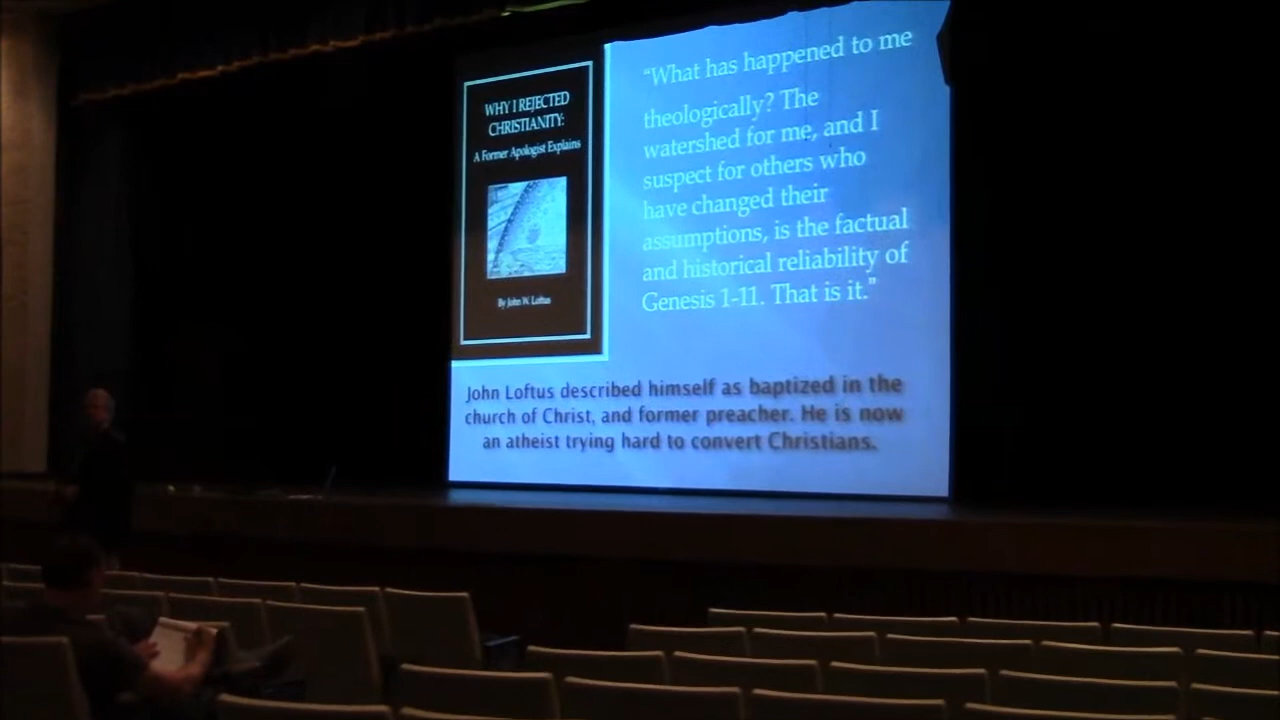 WHY I REJECTED
CHRISTIANITY:
A Former Apologist Explains
By John W. Loftus
“What has happened to me
theologically? The
watershed for me, and I
suspect for others who
have changed their
assumptions, is the factual
and historical reliability of
Genesis 1-11. That is it.”
John Loftus described himself as baptized in the
church of Christ, and former preacher. He is now
an atheist trying hard to convert Christians.